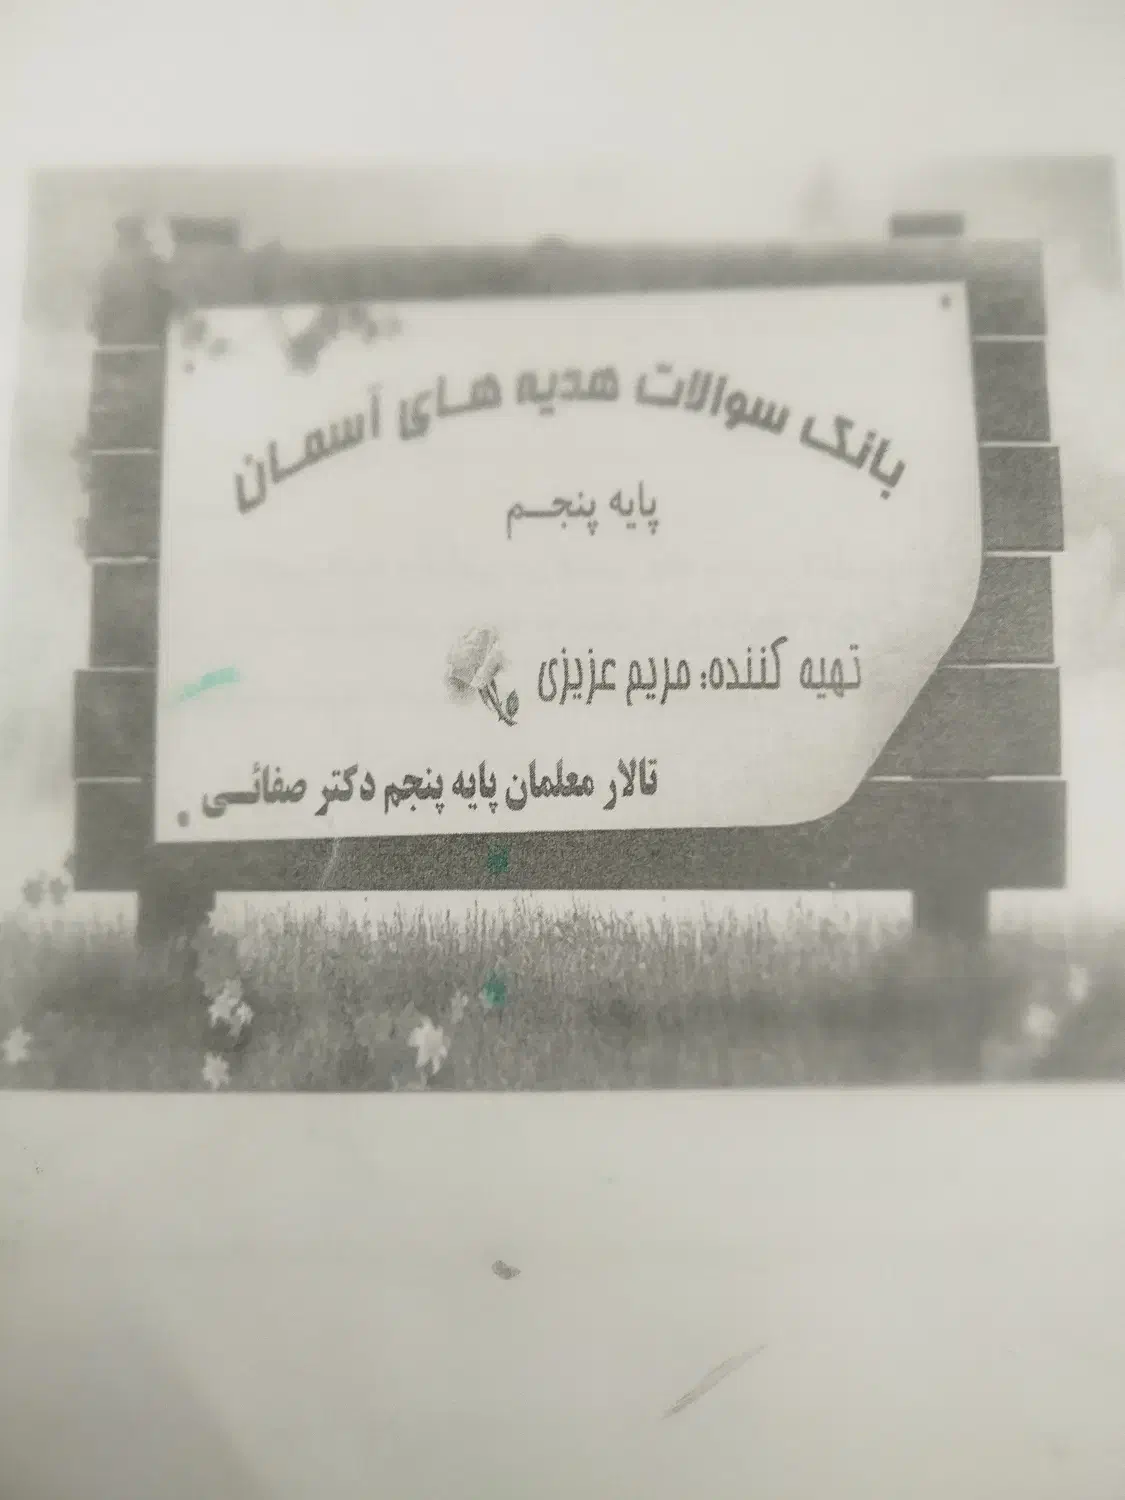 بانک سوالات هدیه های آسمان
پایه پنجم
تهیه کننده: مریم عزیزی
تالار معلمان پایه پنجم دکتر صفائی